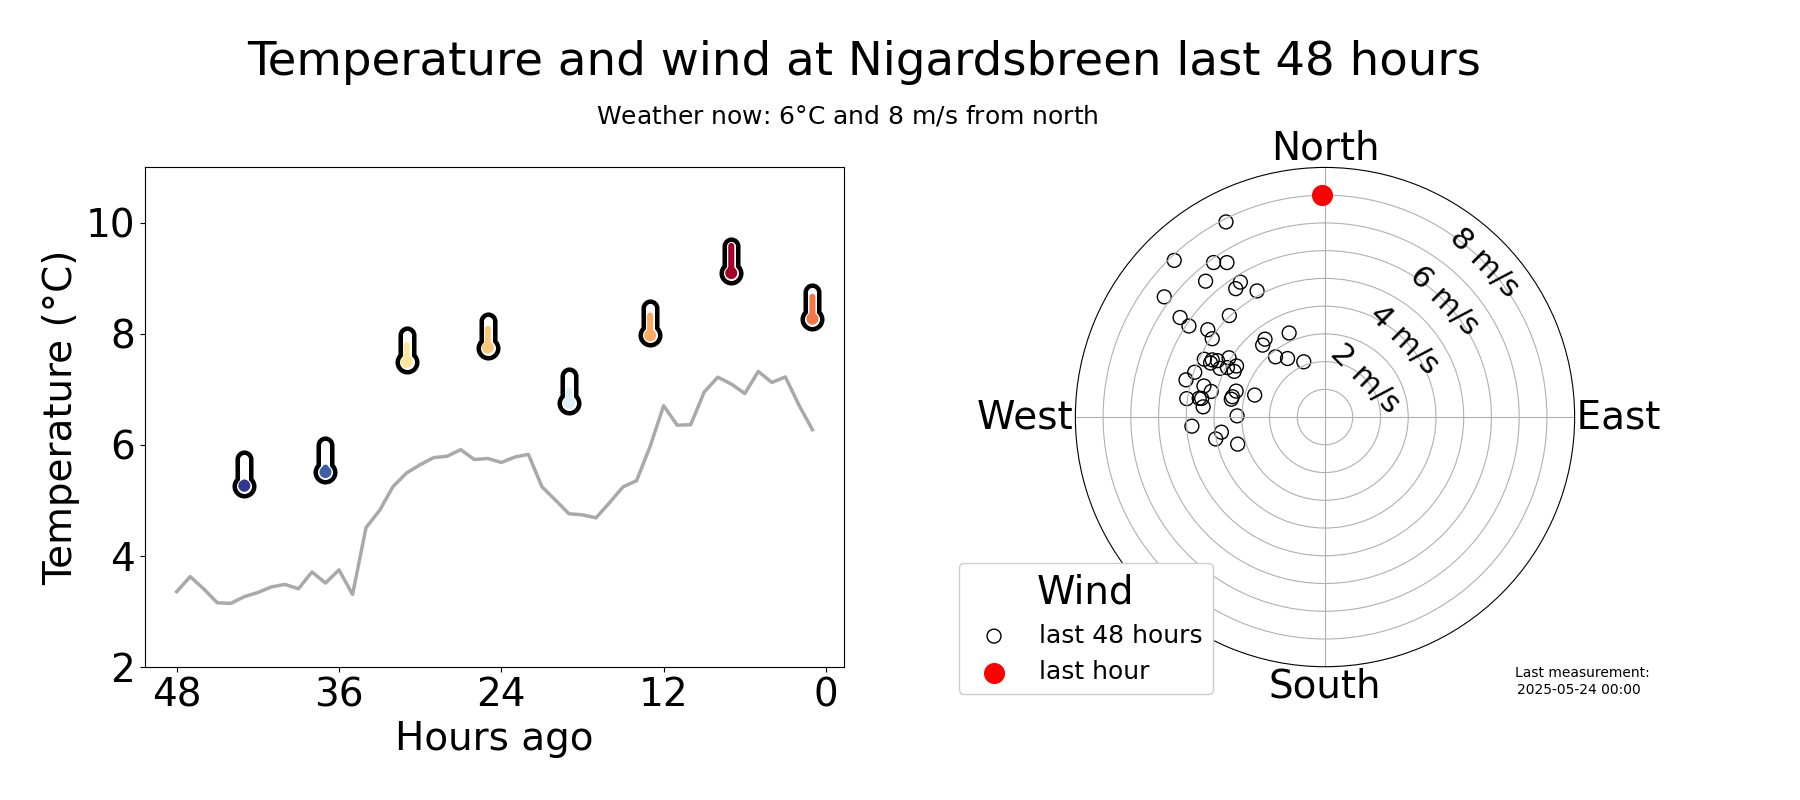 Temperature and wind at Nigardsbreen last 48 hours
Weather now: 6°C and 8 m/s from north
Temperature (°C)
10
8
6
4
2
48 36 24 12 0
Hours ago
North
West
East
South
8 m/s
6 m/s
4 m/s
2 m/s
Wind
last 48 hours
last hour
Last measurement:
2025-05-24 00:00